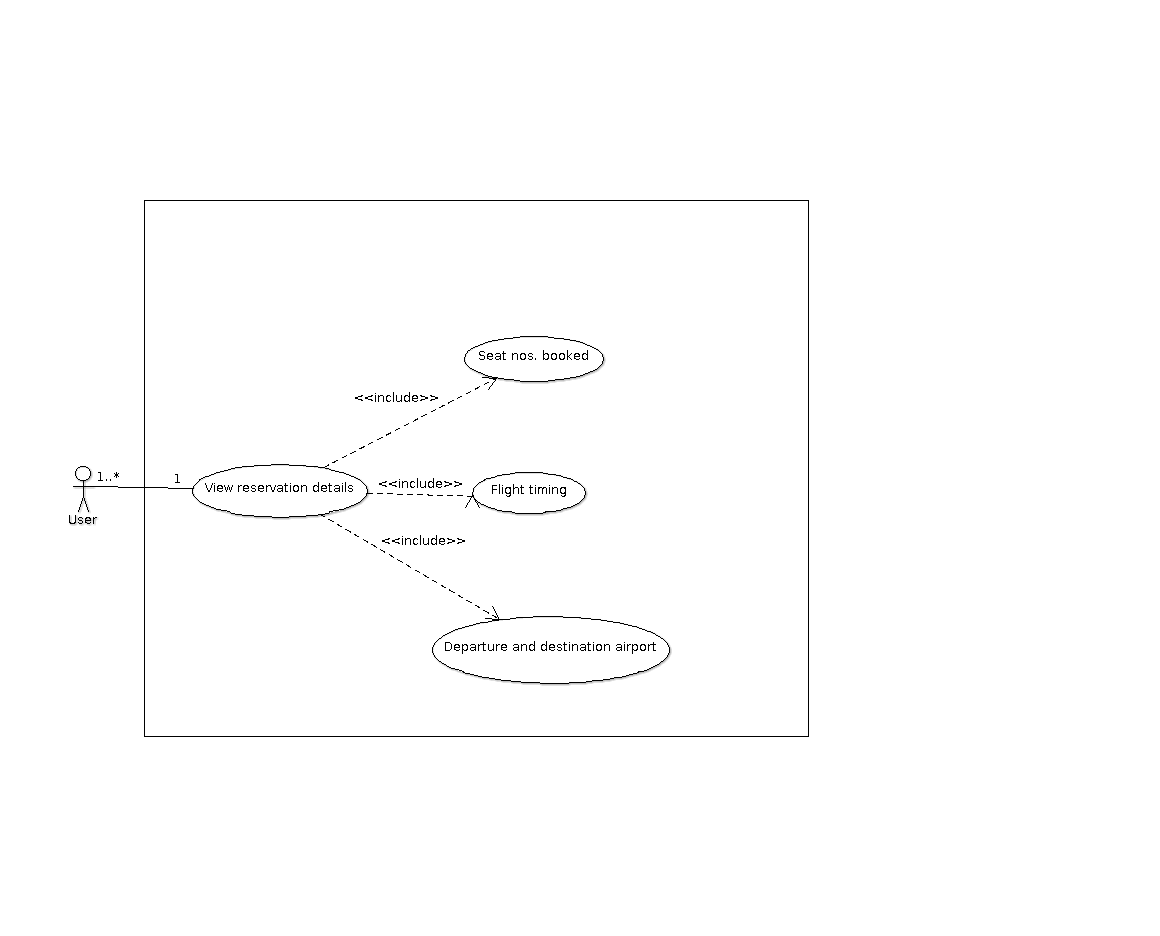 Seat nos. booked
<<include>>
1..*
1
View reservation details
<<include>>
Flight timing
User
<<include>>
Departure and destination airport